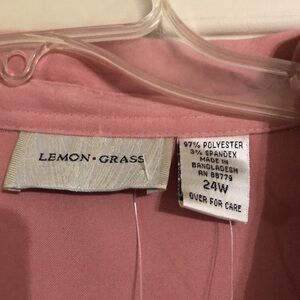 LEMON·GRASS
97% POLYESTER
3% SPANDEX
MADE IN
BANGLADESH
RN 88779
24W
OVER FOR CARE